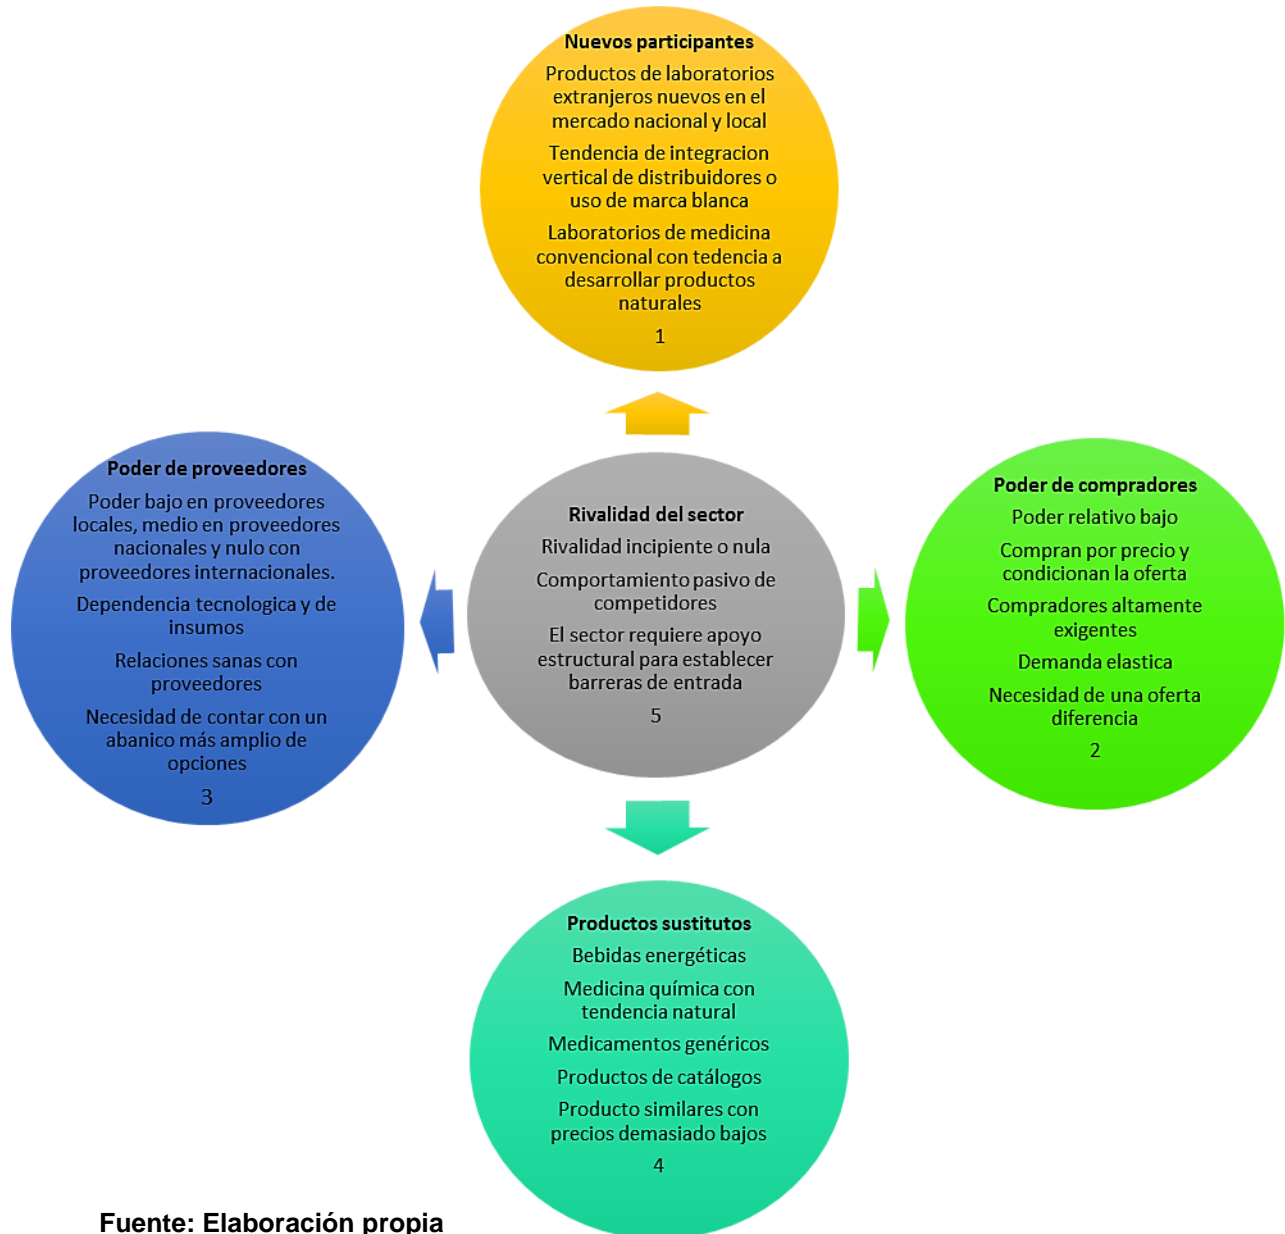 Nuevos participantes
Productos de laboratorios
extranjeros nuevos en el
mercado nacional y local
Tendencia de integracion
vertical de distribuidores o
uso de marca blanca
Laboratorios de medicina
convencional con tedencia a
desarrollar productos
naturales
1
Poder de proveedores
Poder bajo en proveedores
locales, medio en proveedores
nacionales y nulo con
proveedores internacionales.
Dependencia tecnologica y de
insumos
Relaciones sanas con
proveedores
Necesidad de contar con un
abanico más amplio de
opciones
3
Rivalidad del sector
Rivalidad incipiente o nula
Comportamiento pasivo de
competidores
El sector requiere apoyo
estructural para establecer
barreras de entrada
5
Poder de compradores
Poder relativo bajo
Compran por precio y
condicionan la oferta
Compradores altamente
exigentes
Demanda elastica
Necesidad de una oferta
diferencia
2
Productos sustitutos
Bebidas energéticas
Medicina química con
tendencia natural
Medicamentos genéricos
Productos de catálogos
Producto similares con
precios demasiado bajos
4
Fuente: Elaboración propia